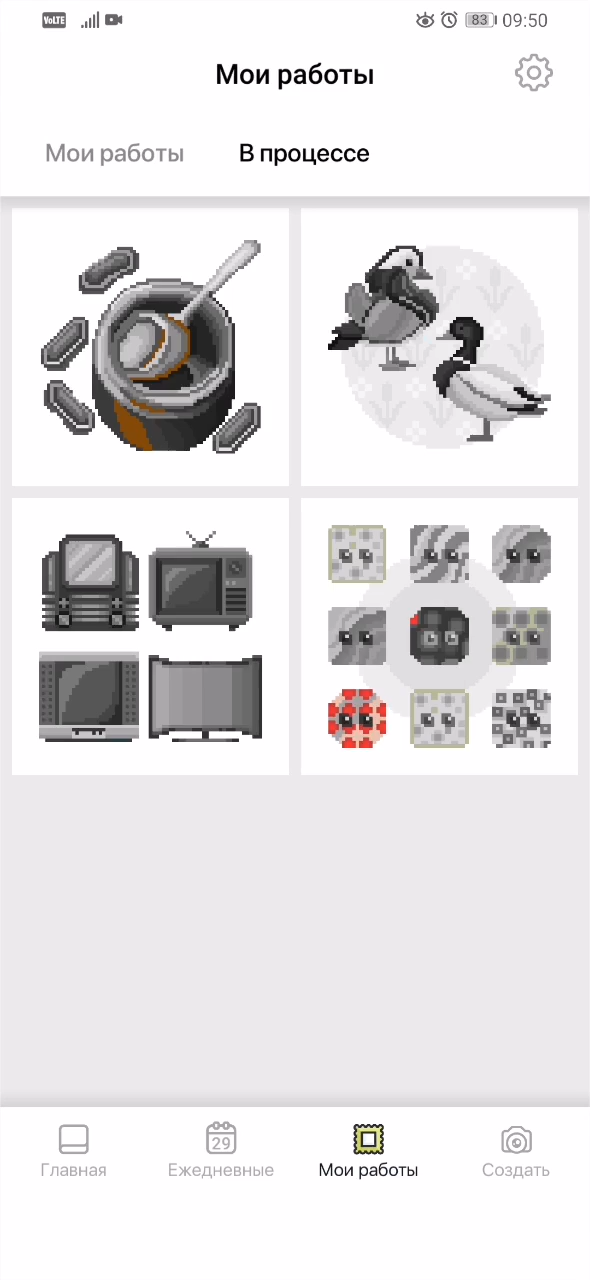 VoLTE 83 09:50
Мои работы
Мои работы В процессе
29
Главная Ежедневные Мои работы Создать